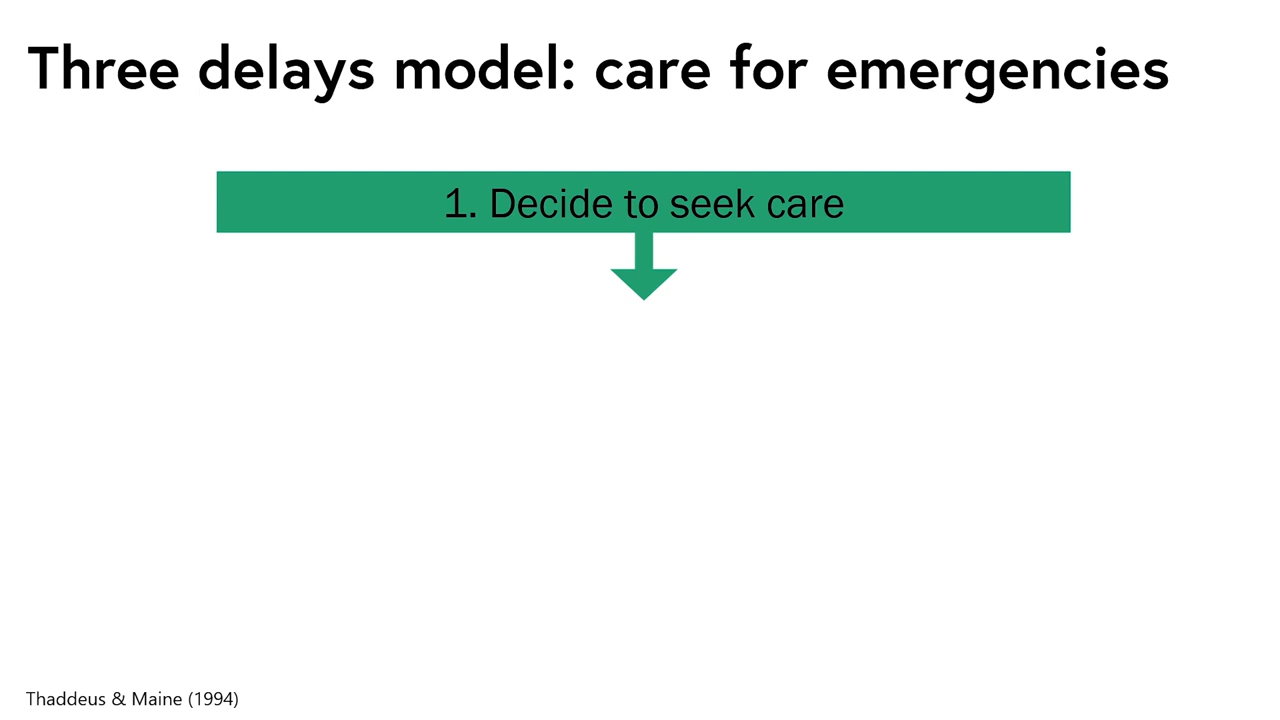 Three delays model: care for emergencies
1. Decide to seek care
Thaddeus & Maine (1994)